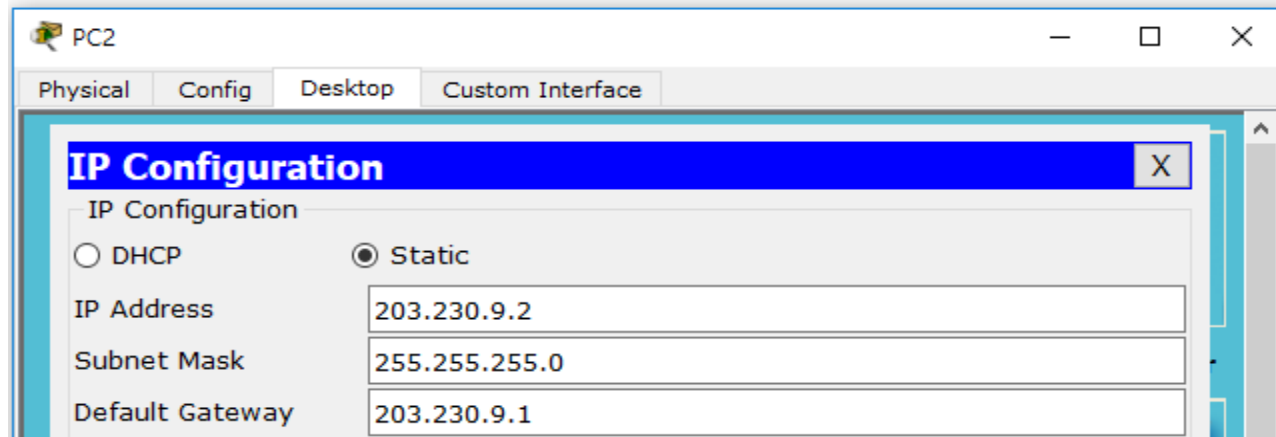 PC2
Physical Config Desktop Custom Interface
IP Configuration X
IP Configuration
DHCP Static
IP Address 203.230.9.2
Subnet Mask 255.255.255.0
Default Gateway 203.230.9.1